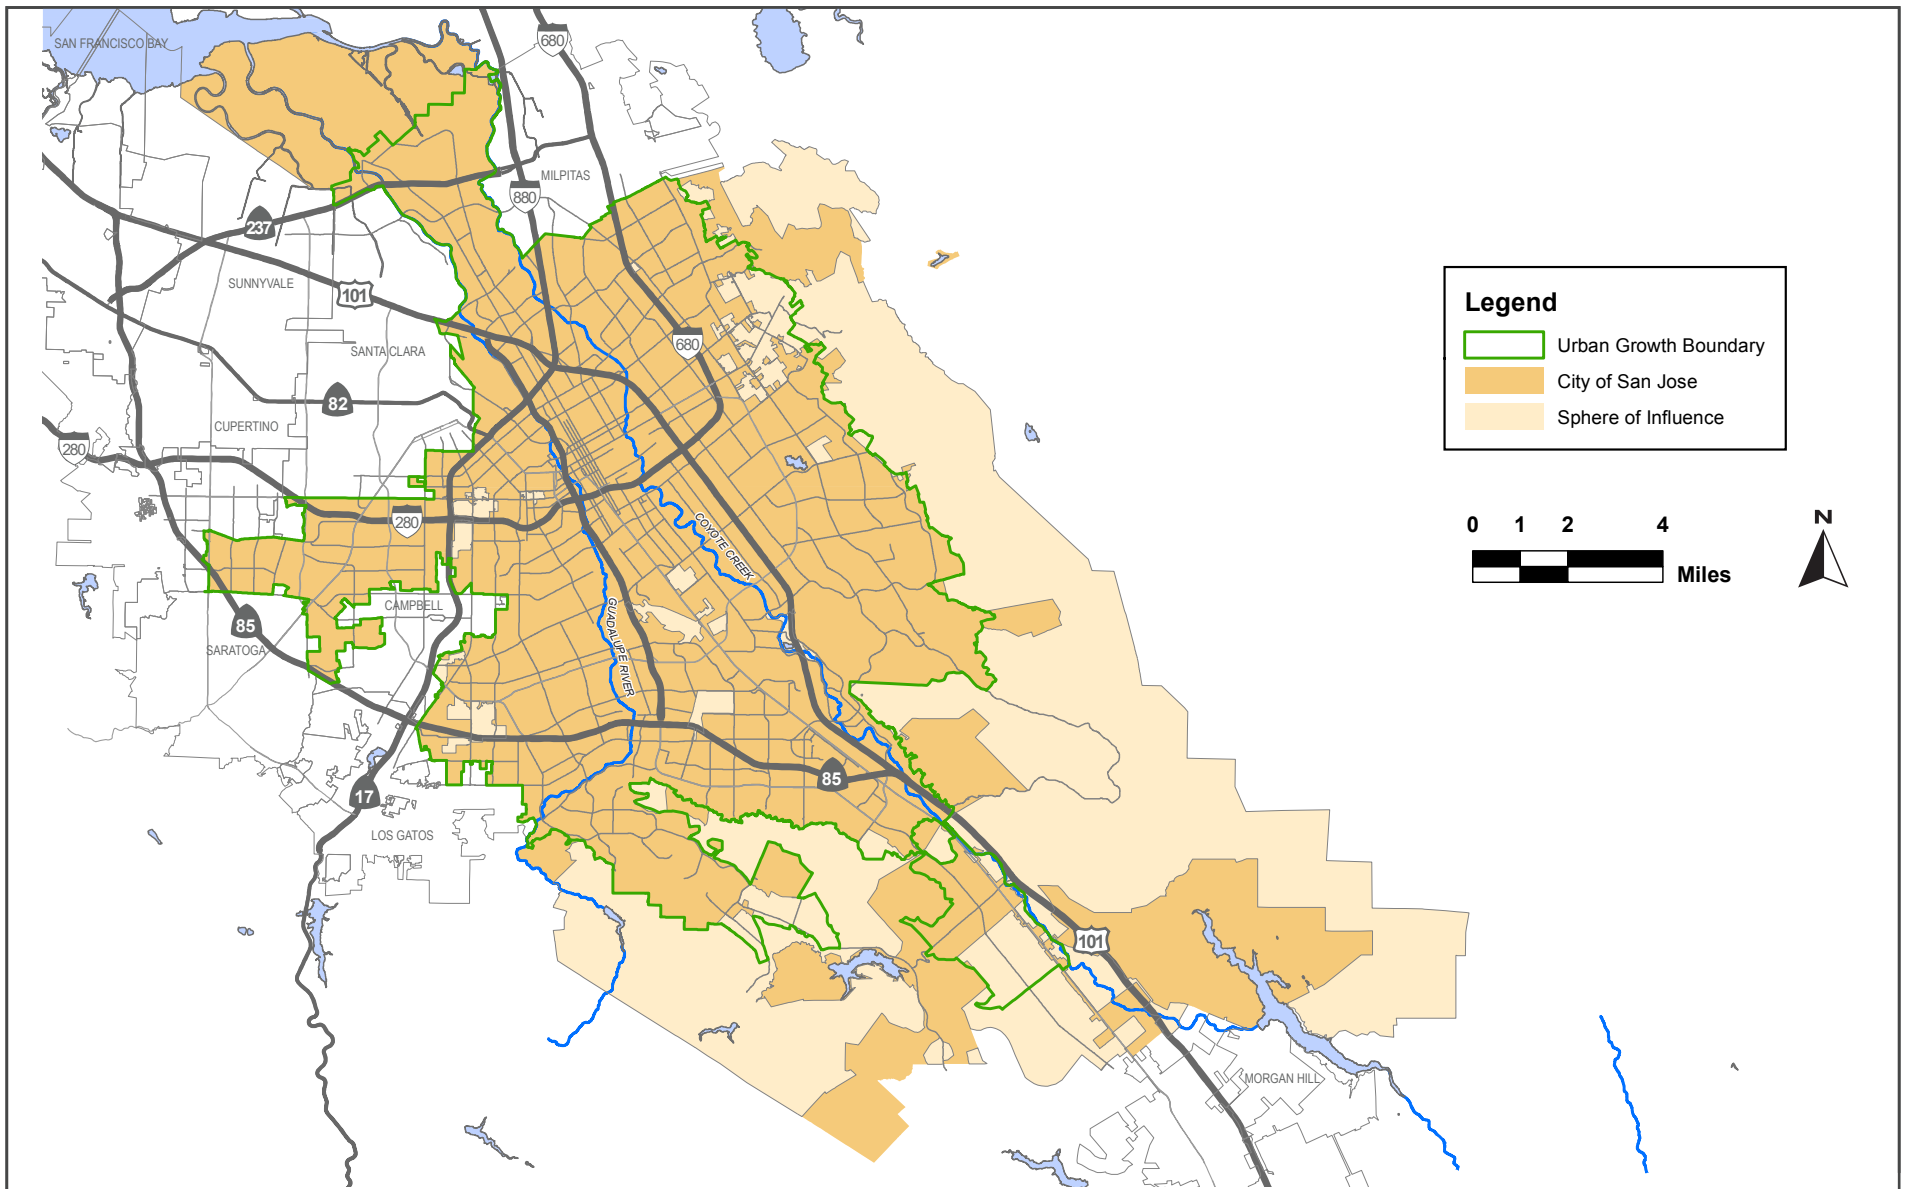 SAN FRANCISCO BAY
680
MILPITAS
880
237
SUNNYVALE
101
SANTA CLARA
680
82
CUPERTINO
280
280
COYOTE CREEK
CAMPBELL
85
SARATOGA
GUADALUPE RIVER
85
17
LOS GATOS
101
MORGAN HILL
Legend
Urban Growth Boundary
City of San Jose
Sphere of Influence
0 1 2 4
Miles
N